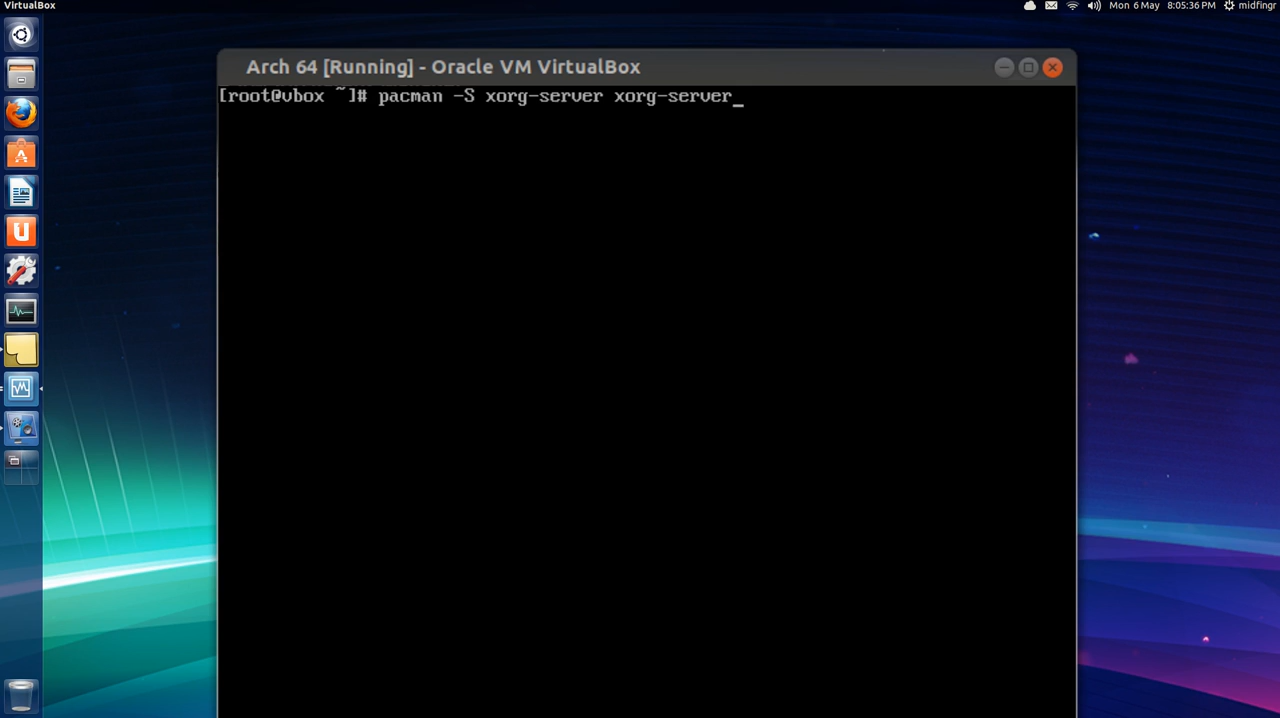 VirtualBox
Mon 6 May 8:05:36 PM midfingr
Arch 64 [Running] - Oracle VM VirtualBox
[root@vbox ~]# pacman -S xorg-server xorg-server_